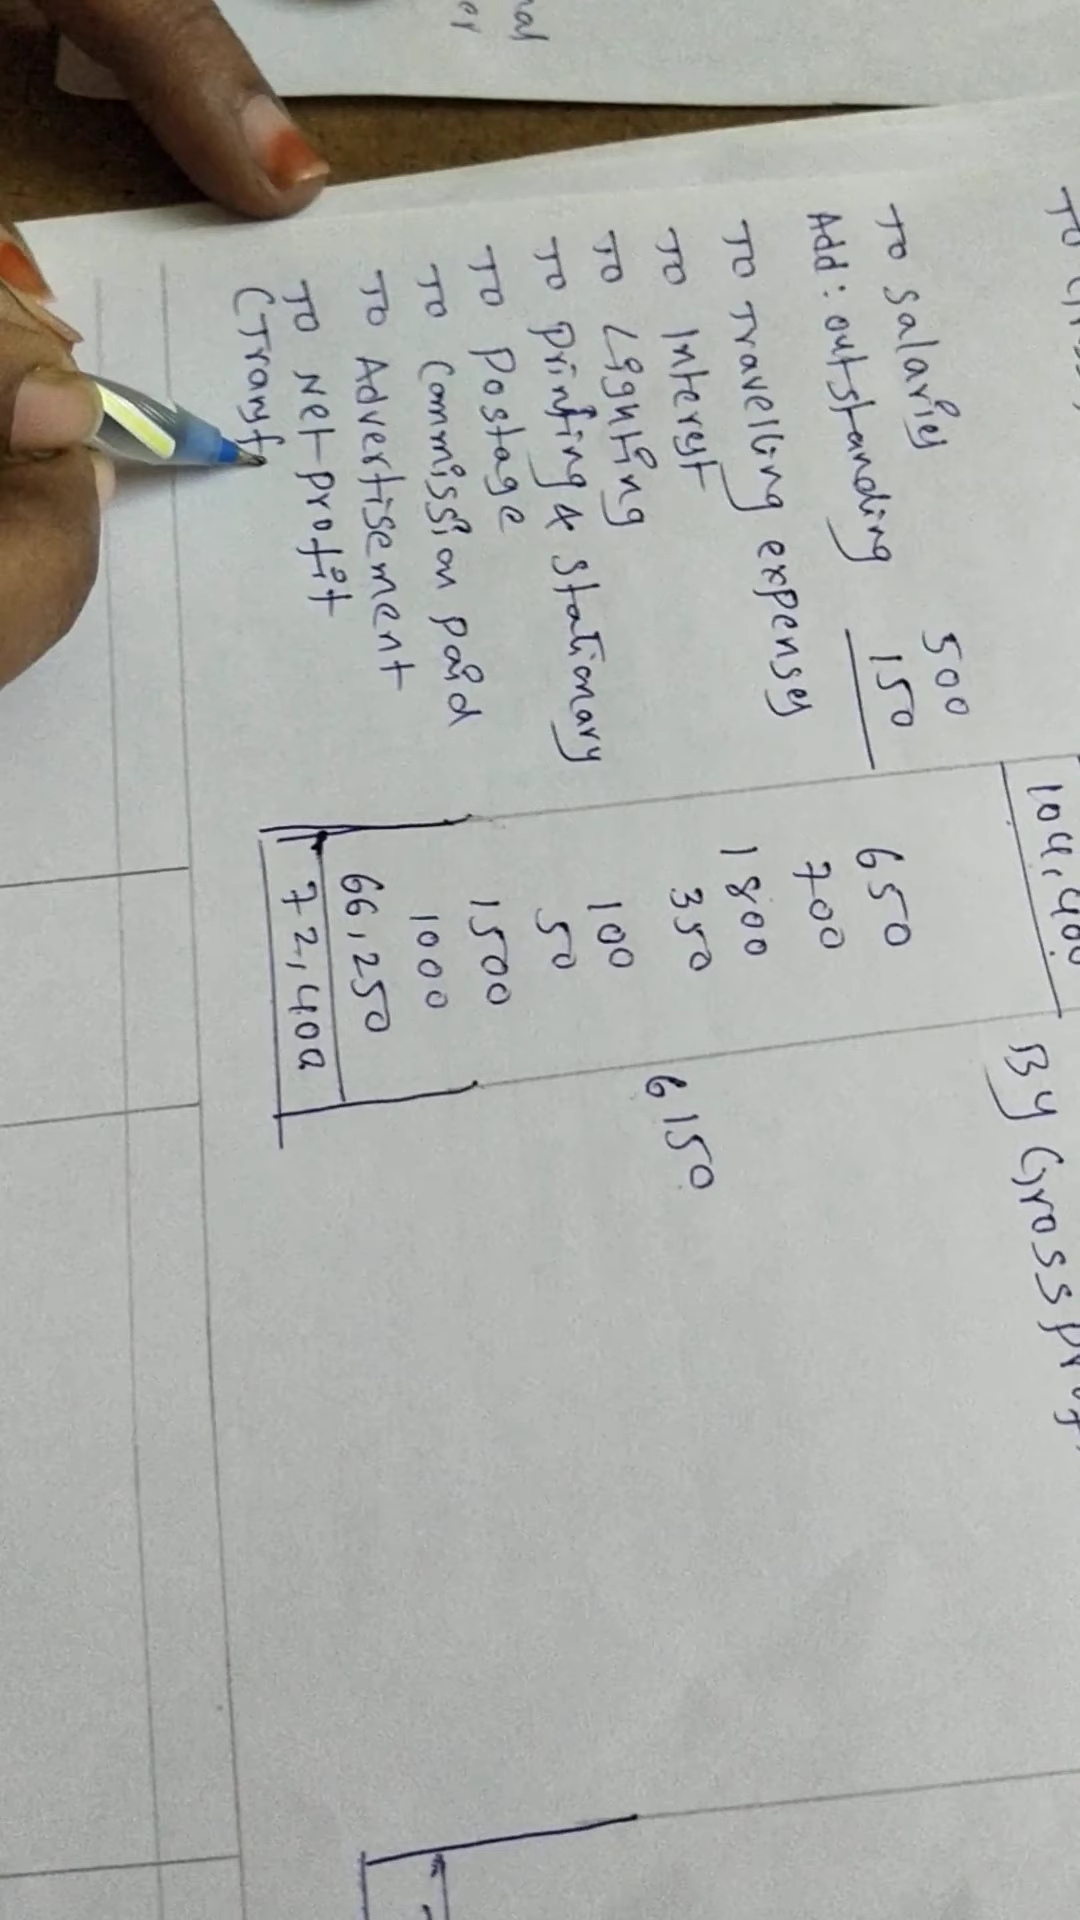 104,400
By Gross
To Salaries 500
Add: outstanding 150 650
To Travelling expenses 700
To Interest 1800
To Lighting 350
To Printing & stationary 100
To Postage 50 6150
To Commission paid 1500
To Advertisement 1000
To Net profit 66,250
(Transf 72,400